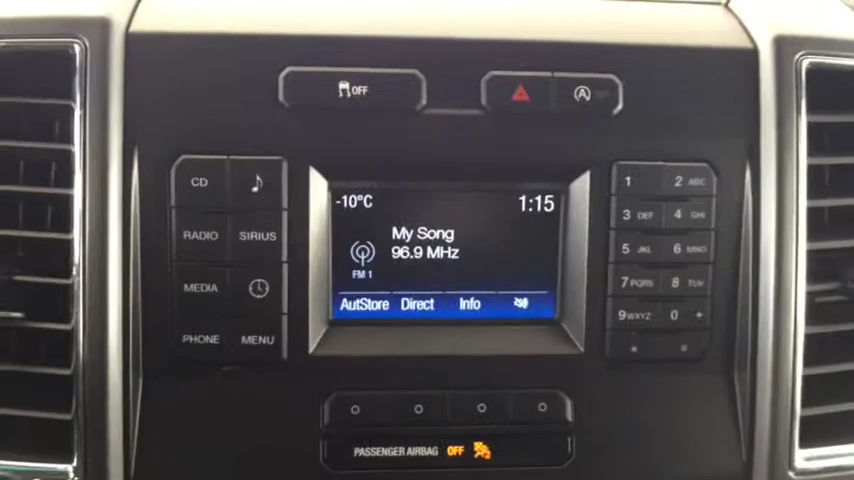 OFF
CD
RADIO SIRIUS
MEDIA
PHONE MENU
-10°C 1:15
My Song
96.9 MHz
FM 1
AutoStore Direct Info
1 2 ABC
3 DEF 4 GHI
5 JKL 6 MNO
7 PQRS 8 TUV
9 WXYZ 0 +
* #
PASSENGER AIRBAG OFF